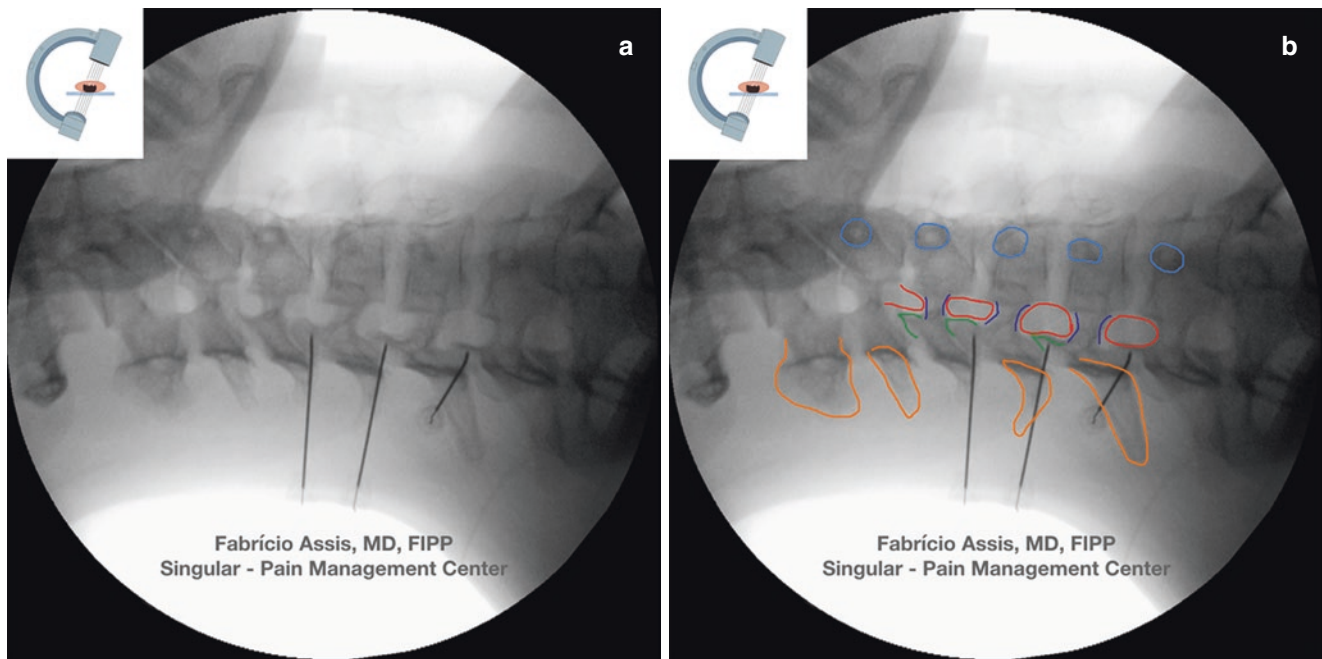 a
Fabrício Assis, MD, FIPP
Singular - Pain Management Center
b
Fabrício Assis, MD, FIPP
Singular - Pain Management Center